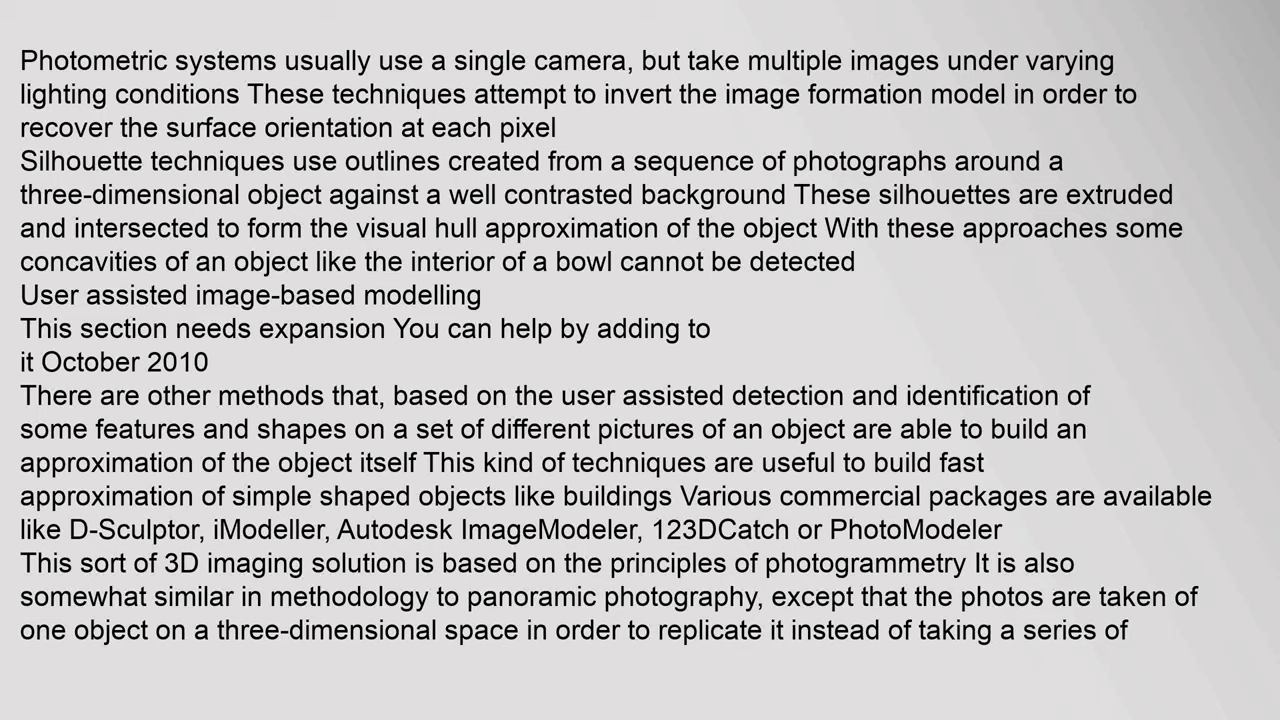 Photometric systems usually use a single camera, but take multiple images under varying
lighting conditions These techniques attempt to invert the image formation model in order to
recover the surface orientation at each pixel
Silhouette techniques use outlines created from a sequence of photographs around a
three-dimensional object against a well contrasted background These silhouettes are extruded
and intersected to form the visual hull approximation of the object With these approaches some
concavities of an object like the interior of a bowl cannot be detected
User assisted image-based modelling
This section needs expansion You can help by adding to
it October 2010
There are other methods that, based on the user assisted detection and identification of
some features and shapes on a set of different pictures of an object are able to build an
approximation of the object itself This kind of techniques are useful to build fast
approximation of simple shaped objects like buildings Various commercial packages are available
like D-Sculptor, iModeller, Autodesk ImageModeler, 123DCatch or PhotoModeler
This sort of 3D imaging solution is based on the principles of photogrammetry It is also
somewhat similar in methodology to panoramic photography, except that the photos are taken of
one object on a three-dimensional space in order to replicate it instead of taking a series of